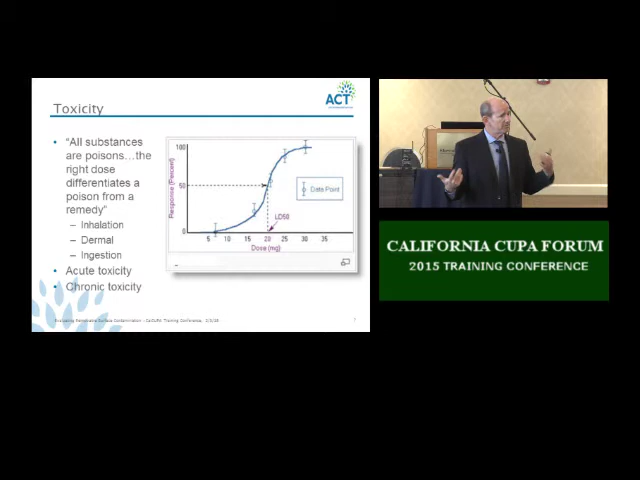 Toxicity
ACT
• "All substances
are poisons...the
right dose
differentiates a
poison from a
remedy"
– Inhalation
– Dermal
– Ingestion
• Acute toxicity
• Chronic toxicity
Response (Percent)
100
50
0
Data Point
LD50
5 10 15 20 25 30 35
Dose (mg)
CALIFORNIA CUPA FORUM
2015 TRAINING CONFERENCE